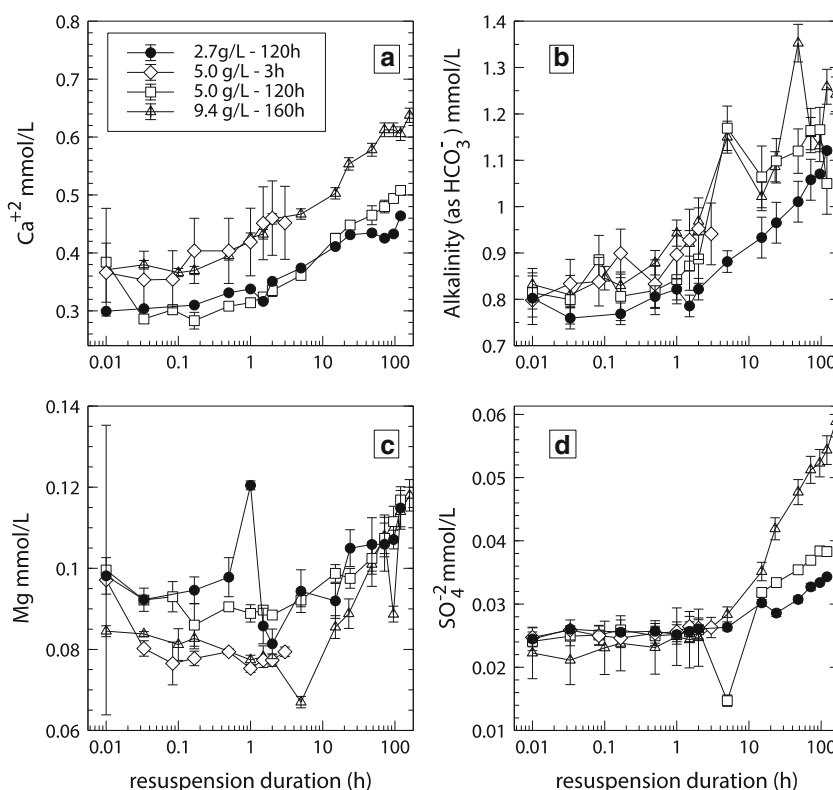 0.8
0.7
0.6
0.5
0.4
0.3
Ca+2 mmol/L
2.7g/L - 120h
5.0 g/L - 3h
5.0 g/L - 120h
9.4 g/L - 160h
a
0.01 0.1 1 10 100
1.4
1.3
1.2
1.1
1.0
0.9
0.8
0.7
Alkalinity (as HCO3-) mmol/L
b
0.01 0.1 1 10 100
0.14
0.12
0.10
0.08
0.06
Mg mmol/L
c
0.01 0.1 1 10 100
resuspension duration (h)
0.06
0.05
0.04
0.03
0.02
0.01
SO4-2 mmol/L
d
0.01 0.1 1 10 100
resuspension duration (h)